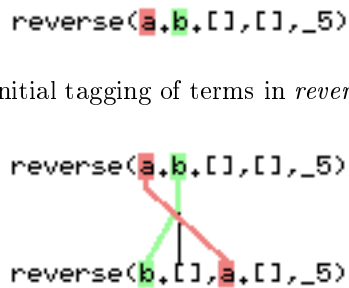 reverse(a.b.[],[],_5)
nitial tagging of terms in rever
reverse(a.b.[],[],_5)
reverse(b.[],a.[],_5)